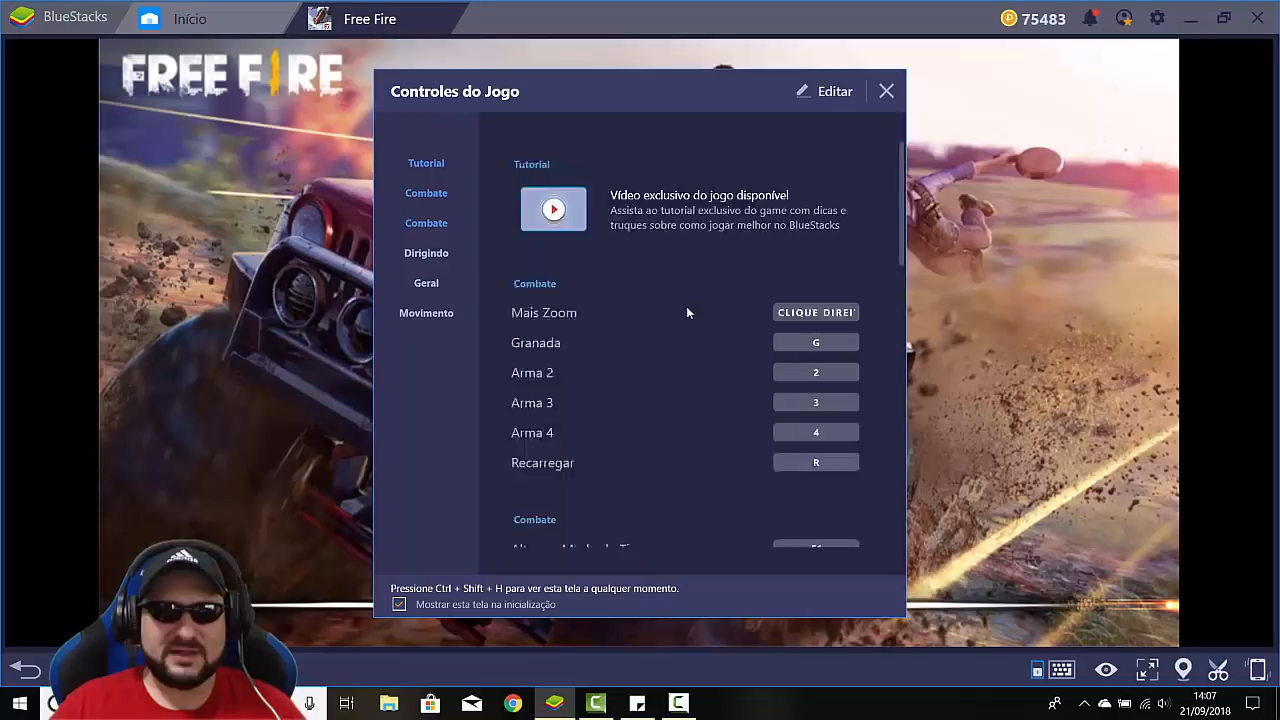 BlueStacks
Início
Free Fire
75483
FREE FIRE
Controles do Jogo
Editar
Tutorial
Combate
Combate
Dirigindo
Geral
Movimento
Tutorial
Vídeo exclusivo do jogo disponível
Assista ao tutorial exclusivo do game com dicas e
truques sobre como jogar melhor no BlueStacks
Combate
Mais Zoom CLIQUE DIREI
Granada G
Arma 2 2
Arma 3 3
Arma 4 4
Recarregar R
Combate
Pressione Ctrl + Shift + H para ver esta tela a qualquer momento.
Mostrar esta tela na inicialização
14:07
21/09/2018